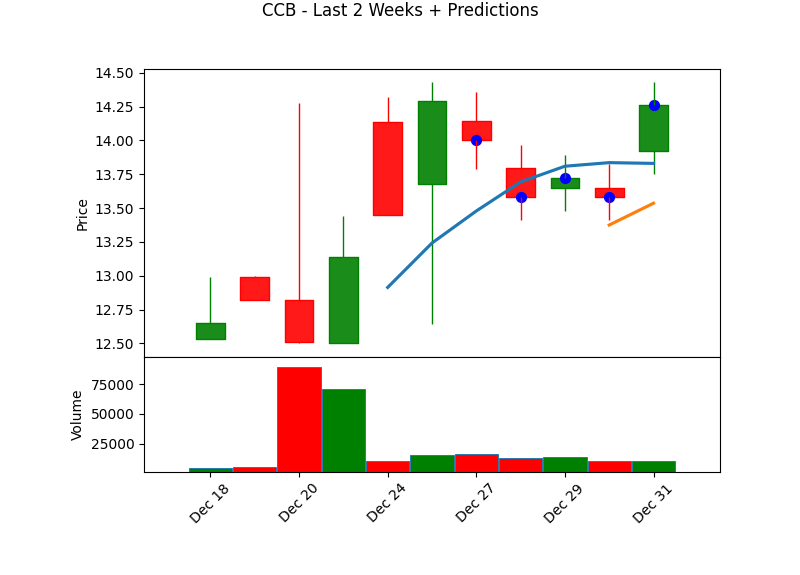 CCB - Last 2 Weeks + Predictions
14.50
14.25
14.00
13.75
13.50
13.25
13.00
12.75
12.50
Price
75000
50000
25000
Volume
Dec 18
Dec 20
Dec 24
Dec 27
Dec 29
Dec 31